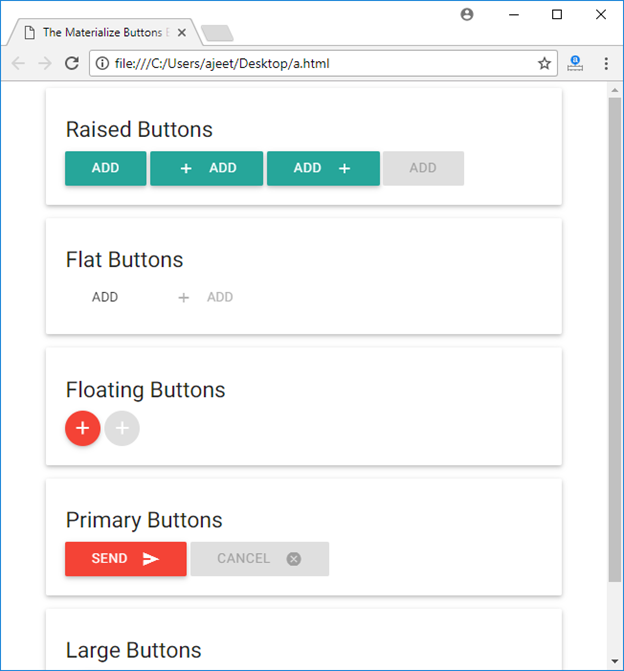 The Materialize Buttons E
file:///C:/Users/ajeet/Desktop/a.html
Raised Buttons
ADD ADD ADD ADD
Flat Buttons
ADD ADD
Floating Buttons
Primary Buttons
SEND CANCEL
Large Buttons